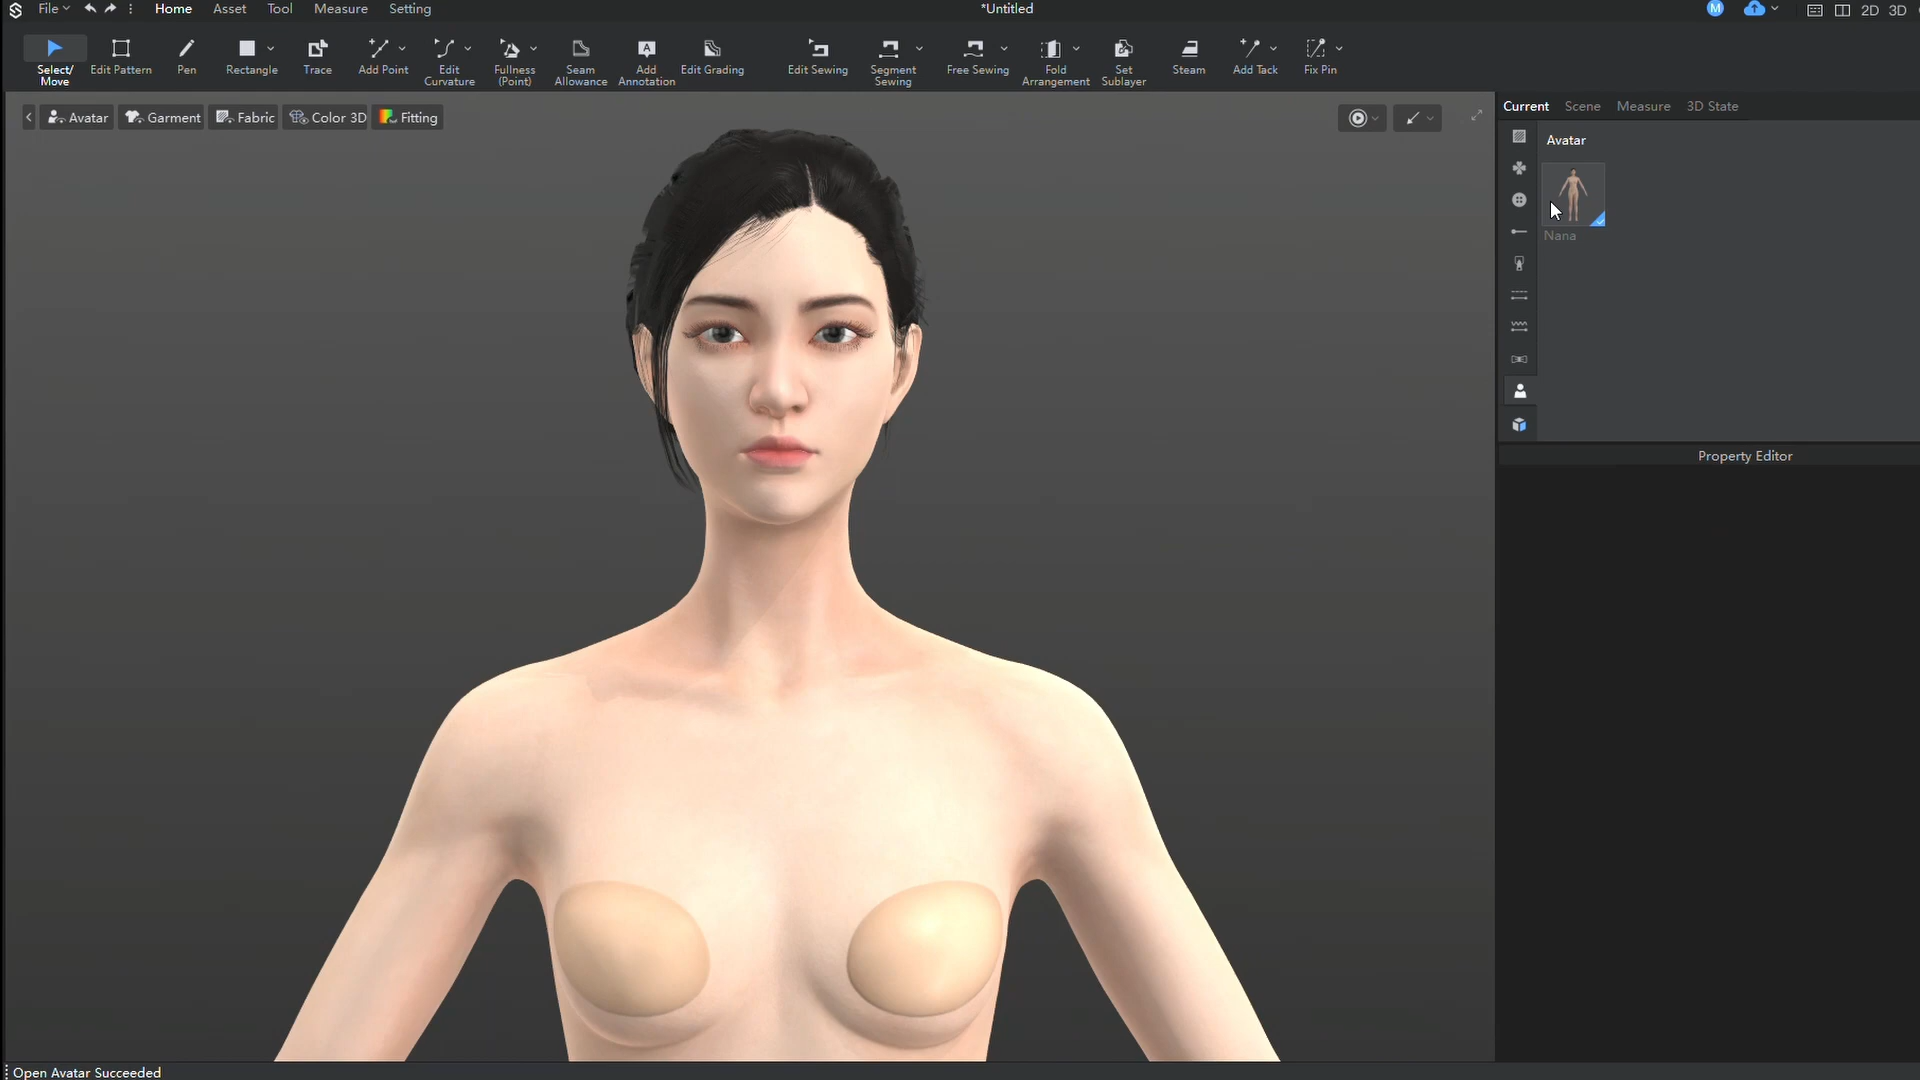 File Home Asset Tool Measure Setting *Untitled M 2D 3D
Select/ Edit Pattern Pen Rectangle Trace Add Point Edit Fullness Seam Add Edit Grading Edit Sewing Segment Free Sewing Fold Set Steam Add Tack Fix Pin
Move Curvature (Point) Allowance Annotation Sewing Arrangement Sublayer
Avatar Garment Fabric Color 3D Fitting
Current Scene Measure 3D State
Avatar
Nana
Property Editor
Open Avatar Succeeded